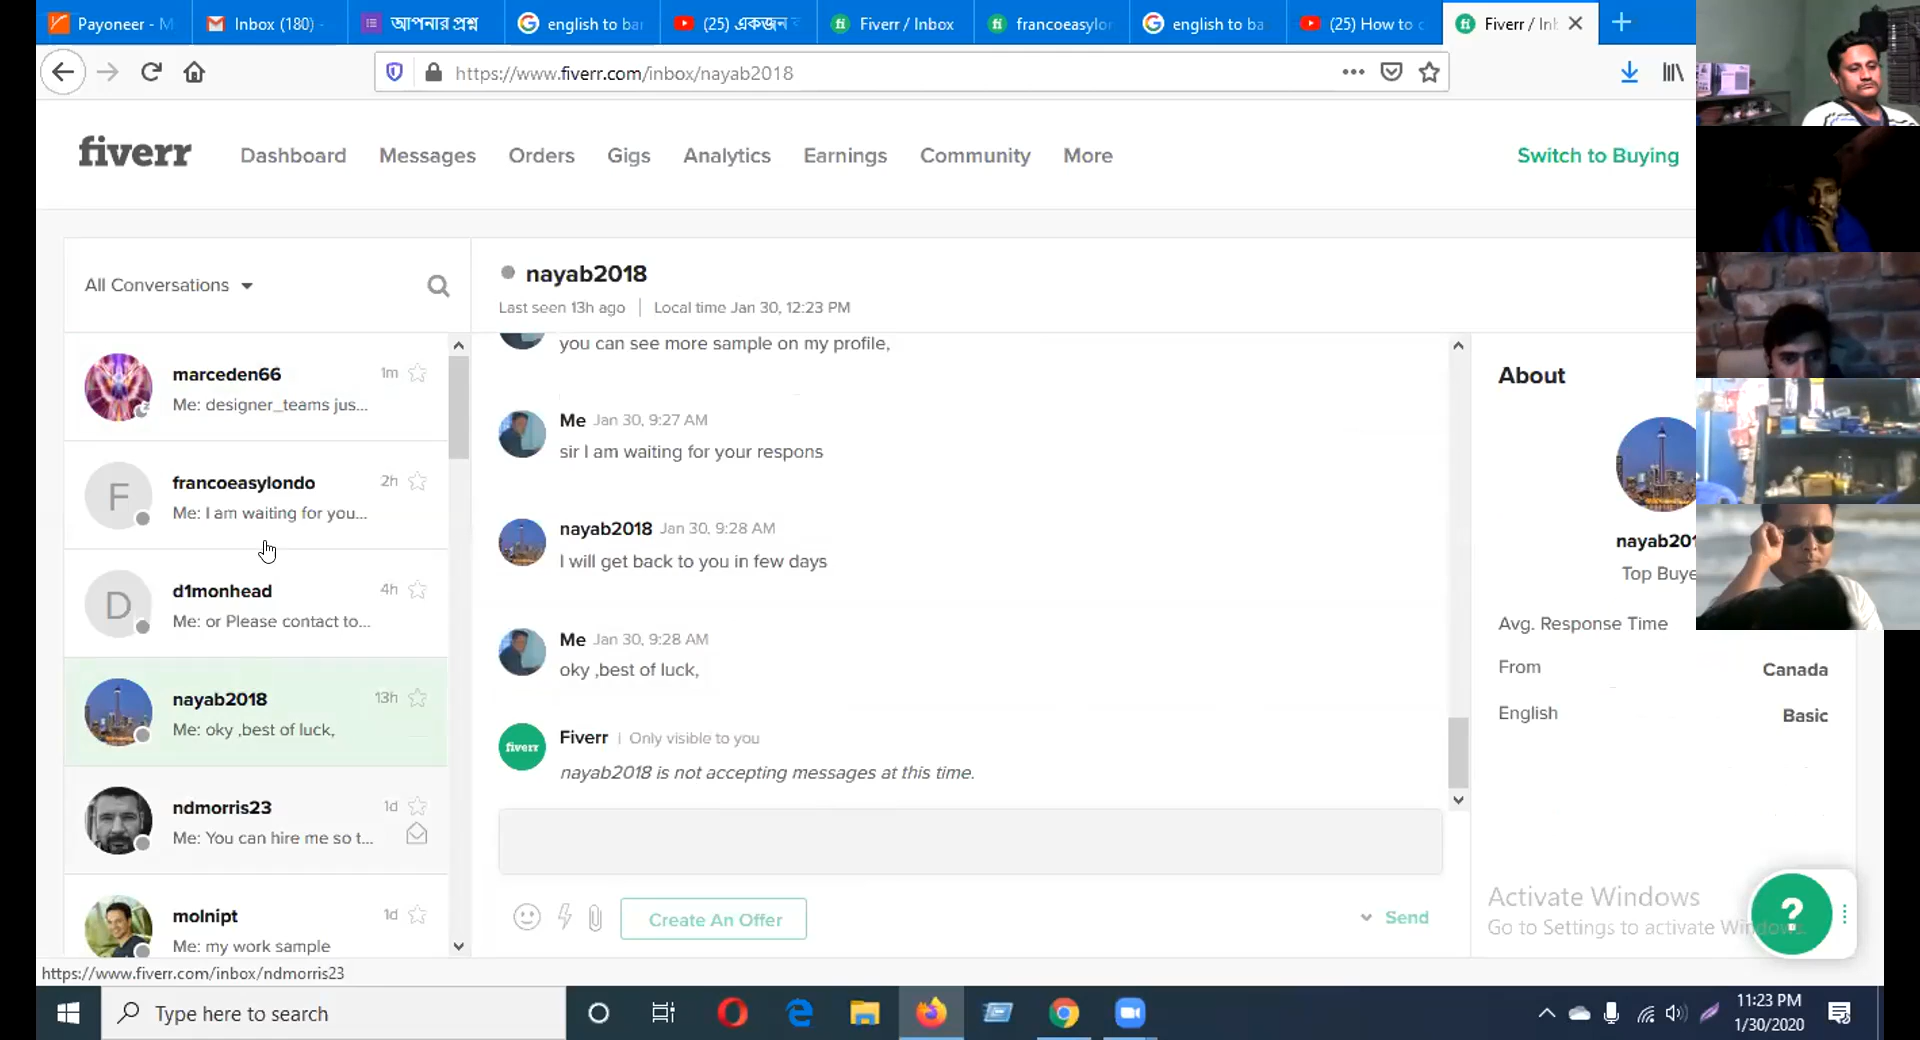 Payoneer - M
Inbox (180) -
আপনার প্রশ্ন
english to ba
(25) একজন
Fiverr / Inbox
francoeasylon
english to ba
(25) How to c
Fiverr / Inb
https://www.fiverr.com/inbox/nayab2018
fiverr
Dashboard
Messages
Orders
Gigs
Analytics
Earnings
Community
More
Switch to Buying
All Conversations
marceden66
1m
Me: designer_teams jus...
francoeasylondo
2h
Me: I am waiting for you...
d1monhead
4h
Me: or Please contact to...
nayab2018
13h
Me: oky ,best of luck,
ndmorris23
1d
Me: You can hire me so t...
molnipt
1d
Me: my work sample
nayab2018
Last seen 13h ago | Local time Jan 30, 12:23 PM
you can see more sample on my profile,
Me Jan 30, 9:27 AM
sir I am waiting for your respons
nayab2018 Jan 30, 9:28 AM
I will get back to you in few days
Me Jan 30, 9:28 AM
oky ,best of luck,
fiverr
Fiverr | Only visible to you
nayab2018 is not accepting messages at this time.
Create An Offer
Send
About
nayab201
Top Buye
Avg. Response Time
From
Canada
English
Basic
Activate Windows
Go to Settings to activate Windows.
?
https://www.fiverr.com/inbox/ndmorris23
F
D
Type here to search
11:23 PM
1/30/2020